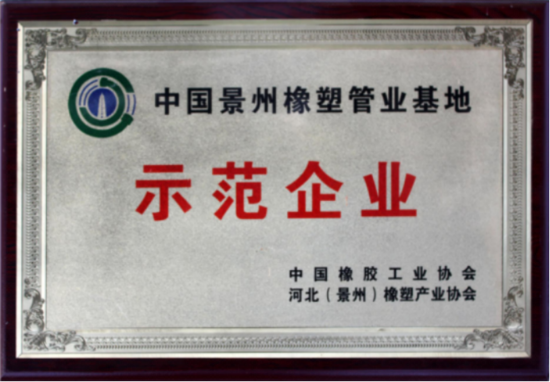 中国景州橡塑管业基地
示范企业
中国橡胶工业协会
河北（景州）橡塑产业协会